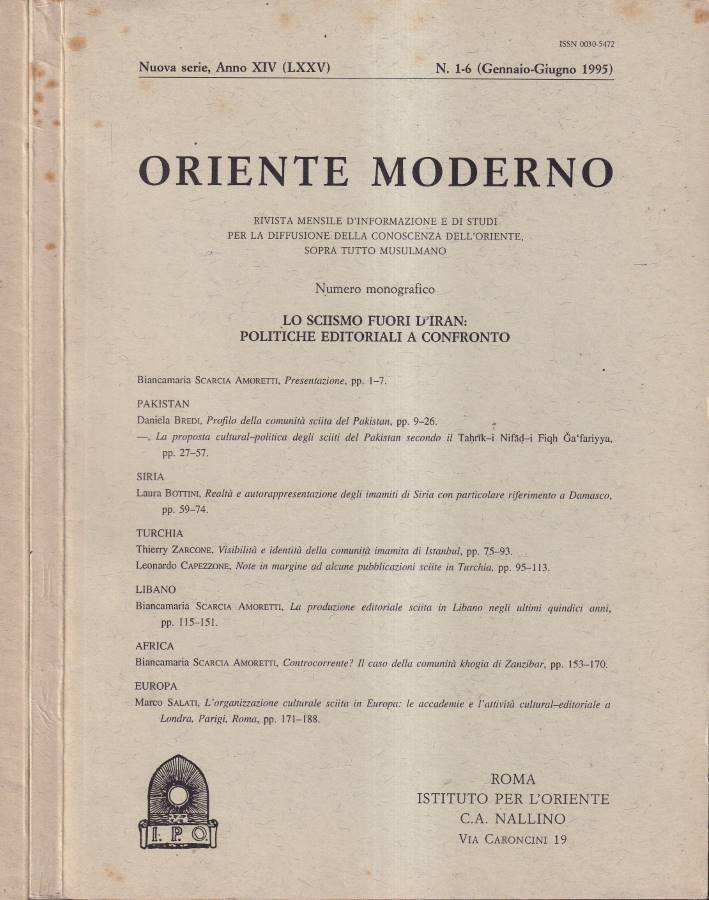 ISSN 0030-5472
Nuova serie, Anno XIV (LXXV) N. 1-6 (Gennaio-Giugno 1995)
ORIENTE MODERNO
RIVISTA MENSILE D'INFORMAZIONE E DI STUDI
PER LA DIFFUSIONE DELLA CONOSCENZA DELL'ORIENTE,
SOPRA TUTTO MUSULMANO
Numero monografico
LO SCIISMO FUORI D'IRAN:
POLITICHE EDITORIALI A CONFRONTO
Biancamaria SCARCIA AMORETTI, Presentazione, pp. 1–7.
PAKISTAN
Daniela BREDI, Profilo della comunità sciita del Pakistan, pp. 9–26.
—, La proposta cultural–politica degli sciiti del Pakistan secondo il Taḥrīk–i Nifāḏ–i Fiqh Ǧa‘fariyya,
pp. 27–57.
SIRIA
Laura BOTTINI, Realtà e autorappresentazione degli imamiti di Siria con particolare riferimento a Damasco,
pp. 59–74.
TURCHIA
Thierry ZARCONE, Visibilità e identità della comunità imamita di Istanbul, pp. 75–93.
Leonardo CAPEZZONE, Note in margine ad alcune pubblicazioni sciite in Turchia, pp. 95–113.
LIBANO
Biancamaria SCARCIA AMORETTI, La produzione editoriale sciita in Libano negli ultimi quindici anni,
pp. 115–151.
AFRICA
Biancamaria SCARCIA AMORETTI, Controcorrente? Il caso della comunità khogia di Zanzibar, pp. 153–170.
EUROPA
Marco SALATI, L'organizzazione culturale sciita in Europa: le accademie e l'attività cultural–editoriale a
Londra, Parigi, Roma, pp. 171–188.
I. P. O.
ROMA
ISTITUTO PER L'ORIENTE
C.A. NALLINO
VIA CARONCINI 19